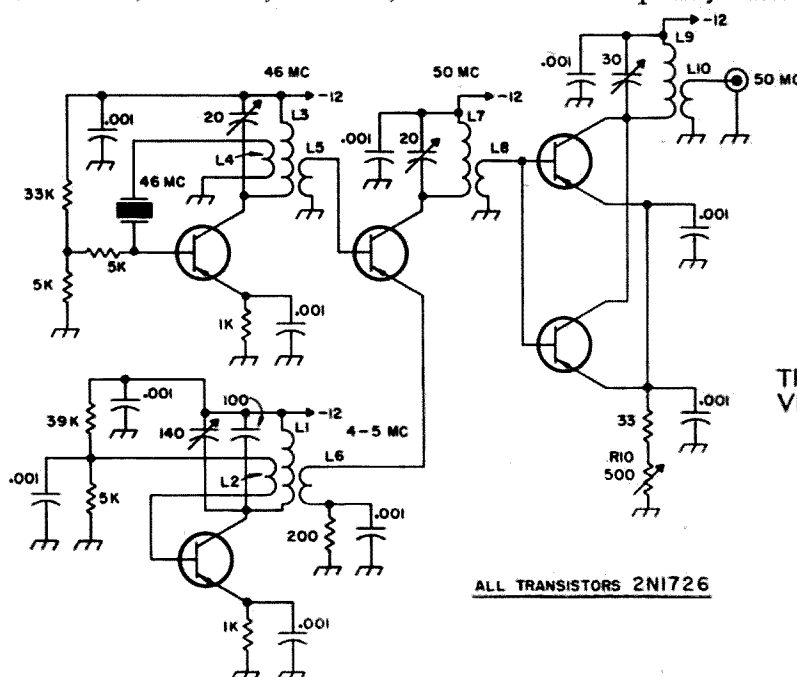 -12
L9
.001
30
L10
50 MC
46 MC
50 MC
-12
-12
.001
20
L3
L7
L4
L5
.001
20
L8
46 MC
33K
5K
5K
1K
.001
.001
.001
33
R10
500
-12
39K
.001
140
100
L1
4-5 MC
L6
L2
.001
5K
200
.001
1K
.001
ALL TRANSISTORS 2N1726